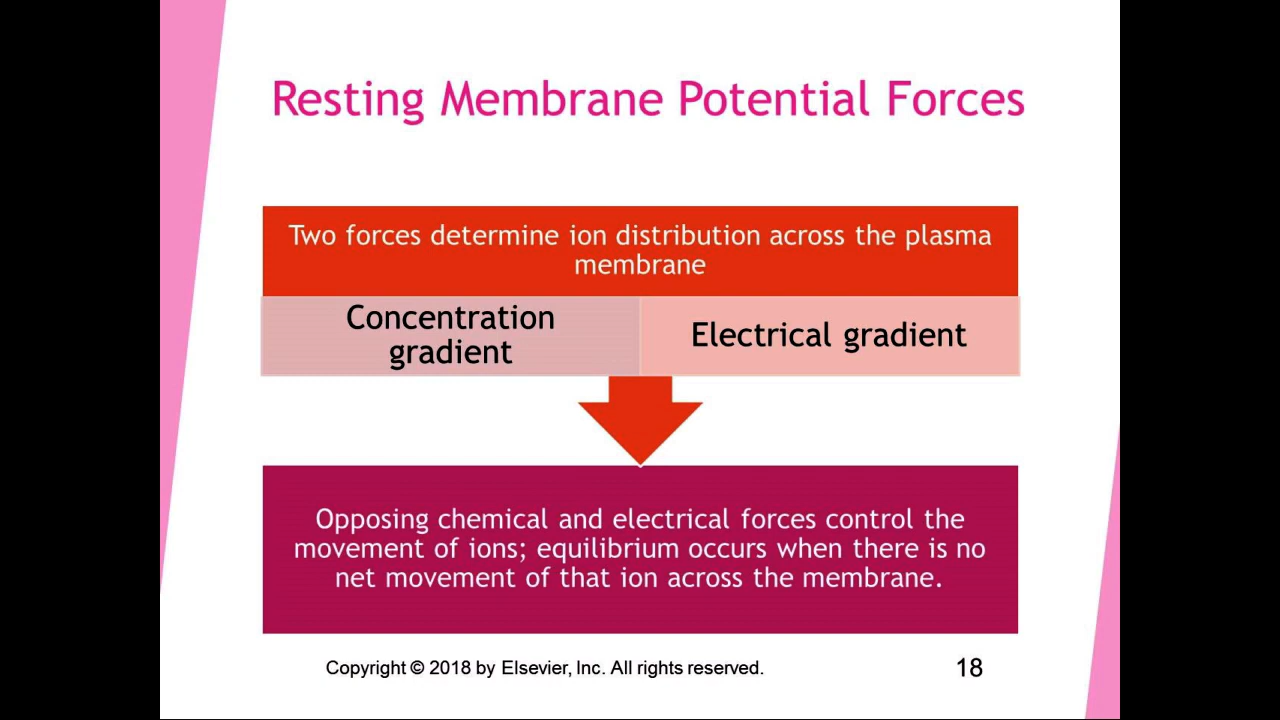 Resting Membrane Potential Forces
Two forces determine ion distribution across the plasma
membrane
Concentration
gradient
Electrical gradient
Opposing chemical and electrical forces control the
movement of ions; equilibrium occurs when there is no
net movement of that ion across the membrane.
Copyright © 2018 by Elsevier, Inc. All rights reserved.
18